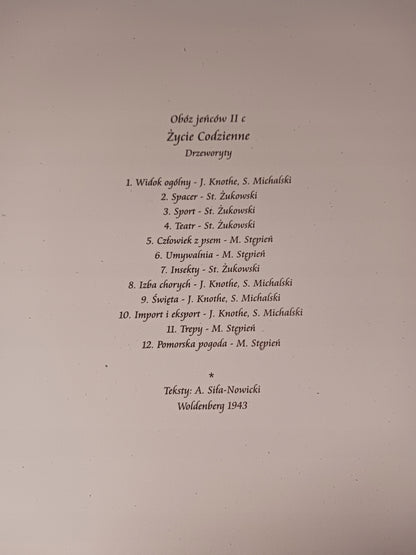 Obóz jeńców II c
Życie Codzienne
Drzeworyty
1. Widok ogólny - J. Knothe, S. Michalski
2. Spacer - St. Żukowski
3. Sport - St. Żukowski
4. Teatr - St. Żukowski
5. Człowiek z psem - M. Stępień
6. Umywalnia - M. Stępień
7. Insekty - St. Żukowski
8. Izba chorych - J. Knothe, S. Michalski
9. Święta - J. Knothe, S. Michalski
10. Import i eksport - J. Knothe, S. Michalski
11. Trepy - M. Stępień
12. Pomorska pogoda - M. Stępień
*
Teksty: A. Siła-Nowicki
Woldenberg 1943